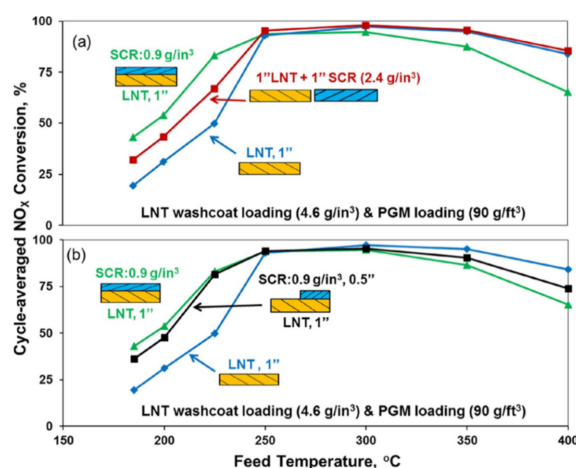 Cycle-averaged NOX Conversion, %
(a)
100
75
50
25
0
SCR:0.9 g/in³
LNT, 1’’
1’’LNT + 1’’ SCR (2.4 g/in³)
LNT, 1’’
LNT washcoat loading (4.6 g/in³) & PGM loading (90 g/ft³)
(b)
100
75
50
25
0
SCR:0.9 g/in³
LNT, 1’’
SCR:0.9 g/in³, 0.5’’
LNT, 1’’
LNT , 1’’
LNT washcoat loading (4.6 g/in³) & PGM loading (90 g/ft³)
150 200 250 300 350 400
Feed Temperature, °C